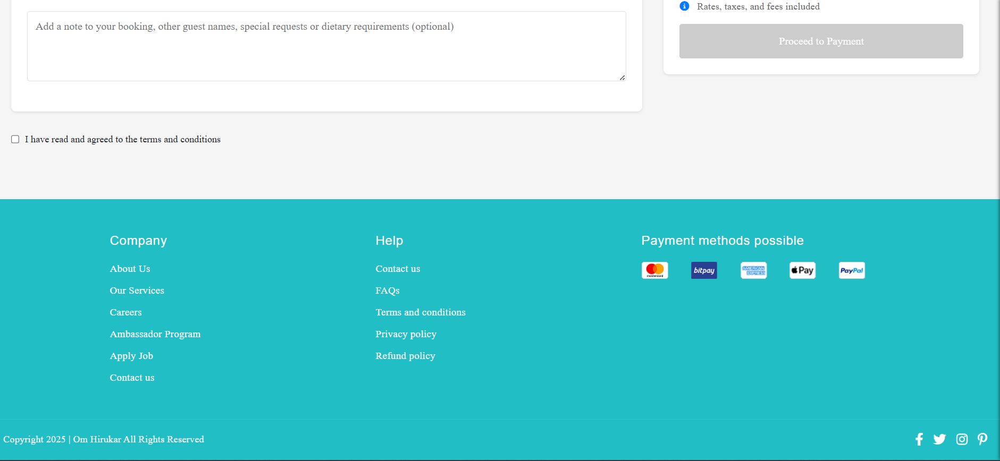 Rates, taxes, and fees included
Add a note to your booking, other guest names, special requests or dietary requirements (optional)
Proceed to Payment
I have read and agreed to the terms and conditions
Company
About Us
Our Services
Careers
Ambassador Program
Apply Job
Contact us
Help
Contact us
FAQs
Terms and conditions
Privacy policy
Refund policy
Payment methods possible
mastercard
bitpay
AMERICAN
EXPRESS
Pay
PayPal
Copyright 2025 | Om Hirukar All Rights Reserved